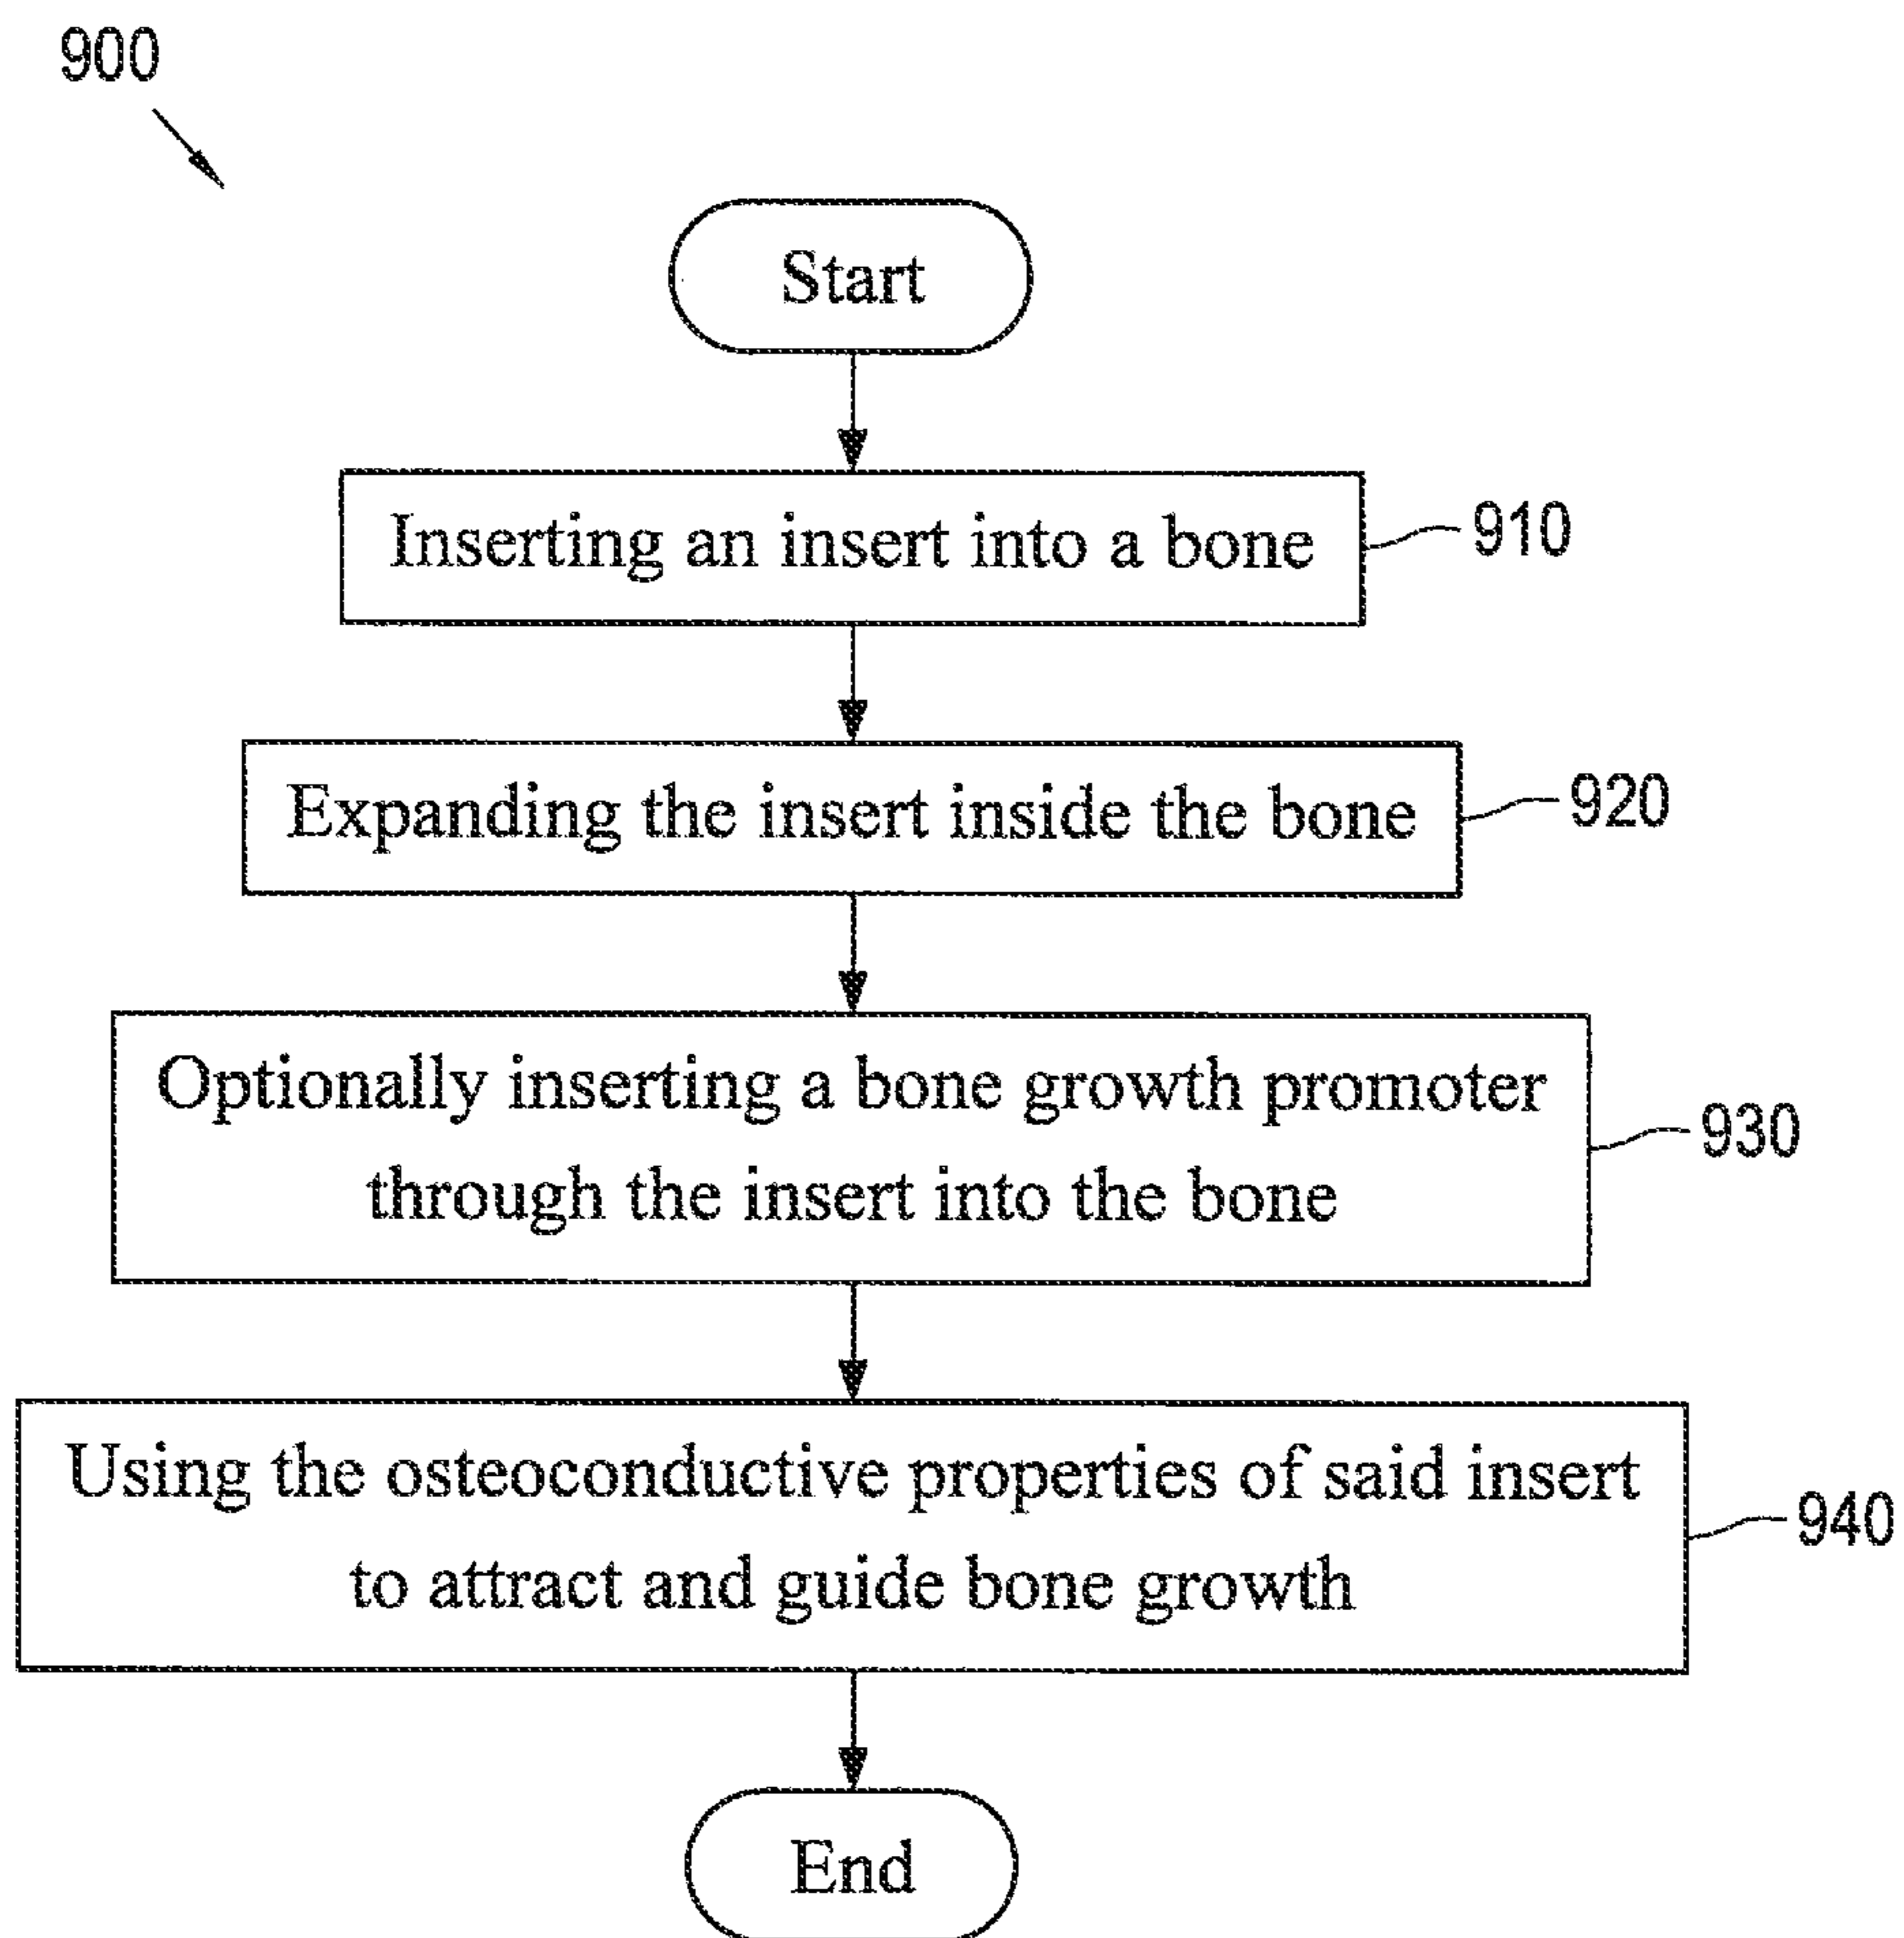 900
Start
Inserting an insert into a bone
910
Expanding the insert inside the bone
920
Optionally inserting a bone growth promoter
through the insert into the bone
930
Using the osteoconductive properties of said insert
to attract and guide bone growth
940
End